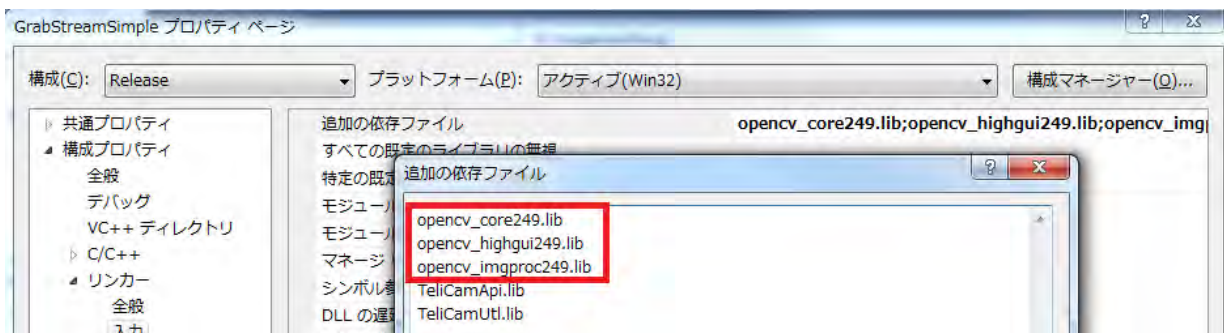 GrabStreamSimple プロパティ ページ
構成(C): Release プラットフォーム(P): アクティブ(Win32) 構成マネージャー(O)...
共通プロパティ
構成プロパティ
全般
デバッグ
VC++ ディレクトリ
C/C++
リンカー
全般
入力
追加の依存ファイル opencv_core249.lib;opencv_highgui249.lib;opencv_img
すべての既定のライブラリの無視
特定の既定
モジュール
モジュール
マネージ
シンボル参
DLL の遅延
追加の依存ファイル
opencv_core249.lib
opencv_highgui249.lib
opencv_imgproc249.lib
TeliCamApi.lib
TeliCamUtl.lib